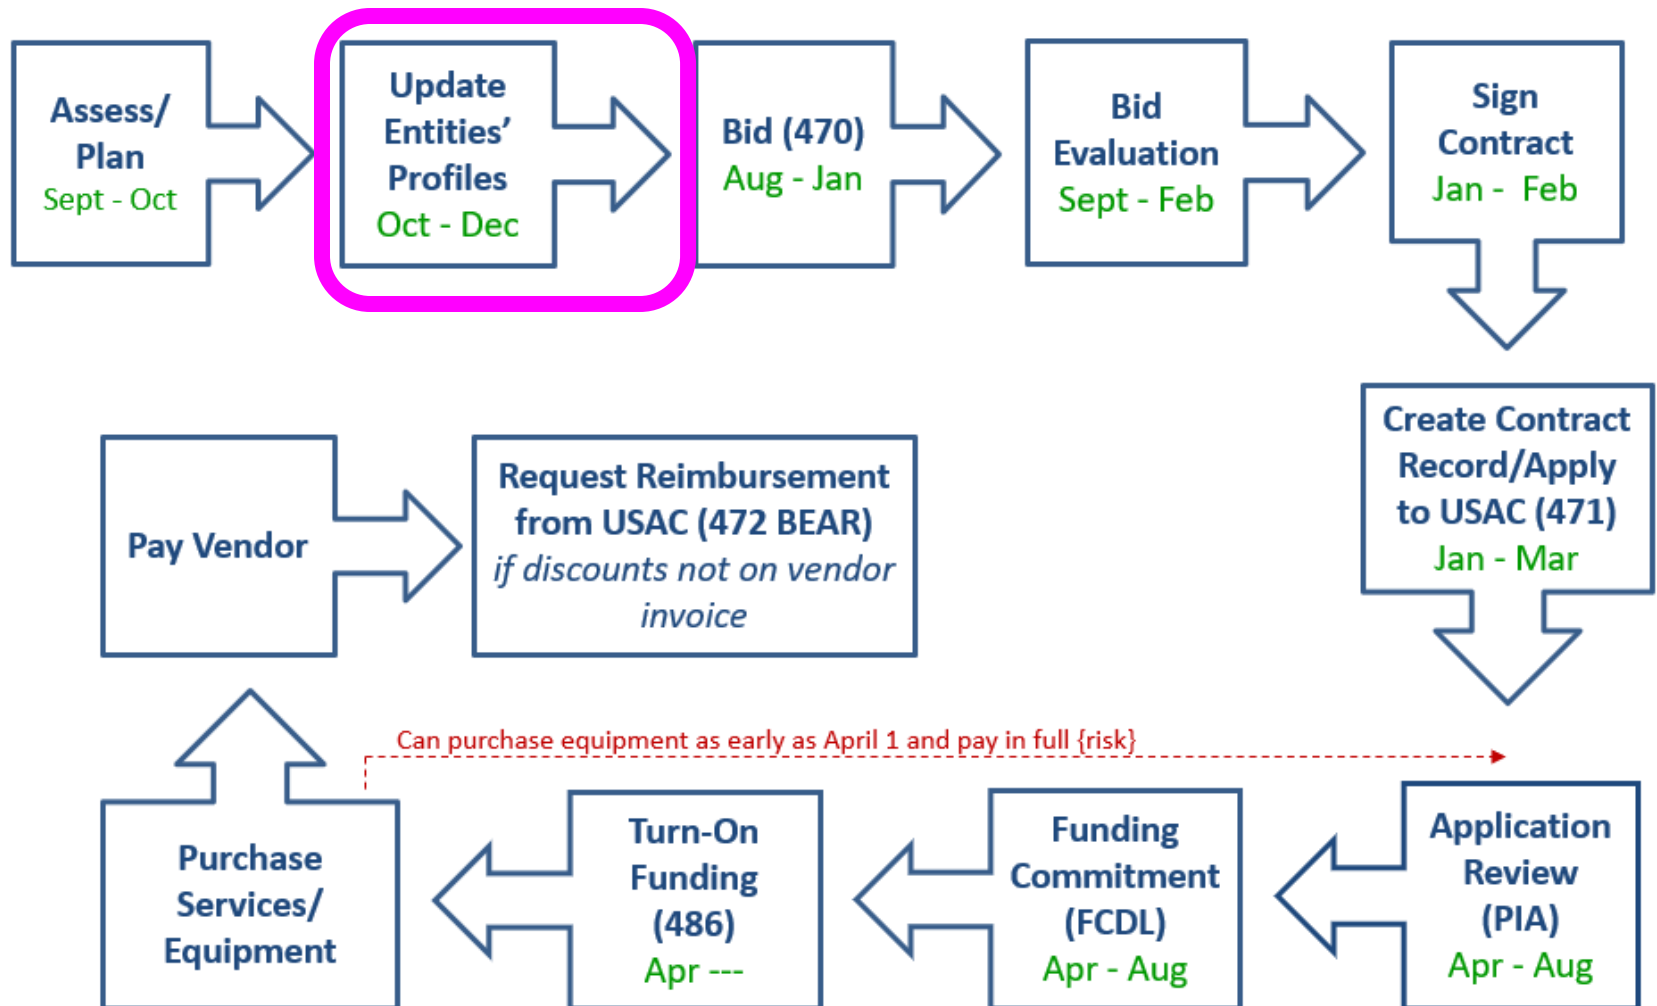 Assess/
Plan
Sept - Oct
Update
Entities’
Profiles
Oct - Dec
Bid (470)
Aug - Jan
Bid
Evaluation
Sept - Feb
Sign
Contract
Jan - Feb
Create Contract
Record/Apply
to USAC (471)
Jan - Mar
Application
Review
(PIA)
Apr - Aug
Funding
Commitment
(FCDL)
Apr - Aug
Turn-On
Funding
(486)
Apr ---
Can purchase equipment as early as April 1 and pay in full {risk}
Purchase
Services/
Equipment
Pay Vendor
Request Reimbursement
from USAC (472 BEAR)
if discounts not on vendor
invoice